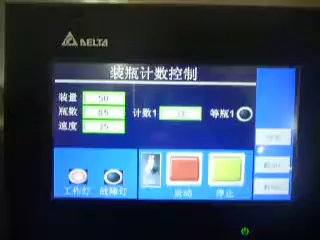 DELTA
装瓶计数控制
装量 50
瓶数 85 计数1 等瓶1
速度 35
工作灯 故障灯 启动 停止